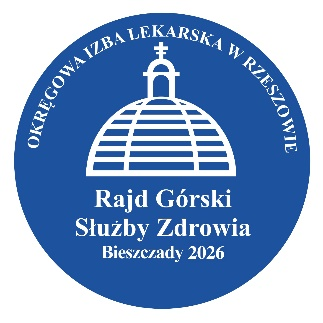 OKRĘGOWA IZBA LEKARSKA W RZESZOWIE
Rajd Górski
Służby Zdrowia
Bieszczady 2026